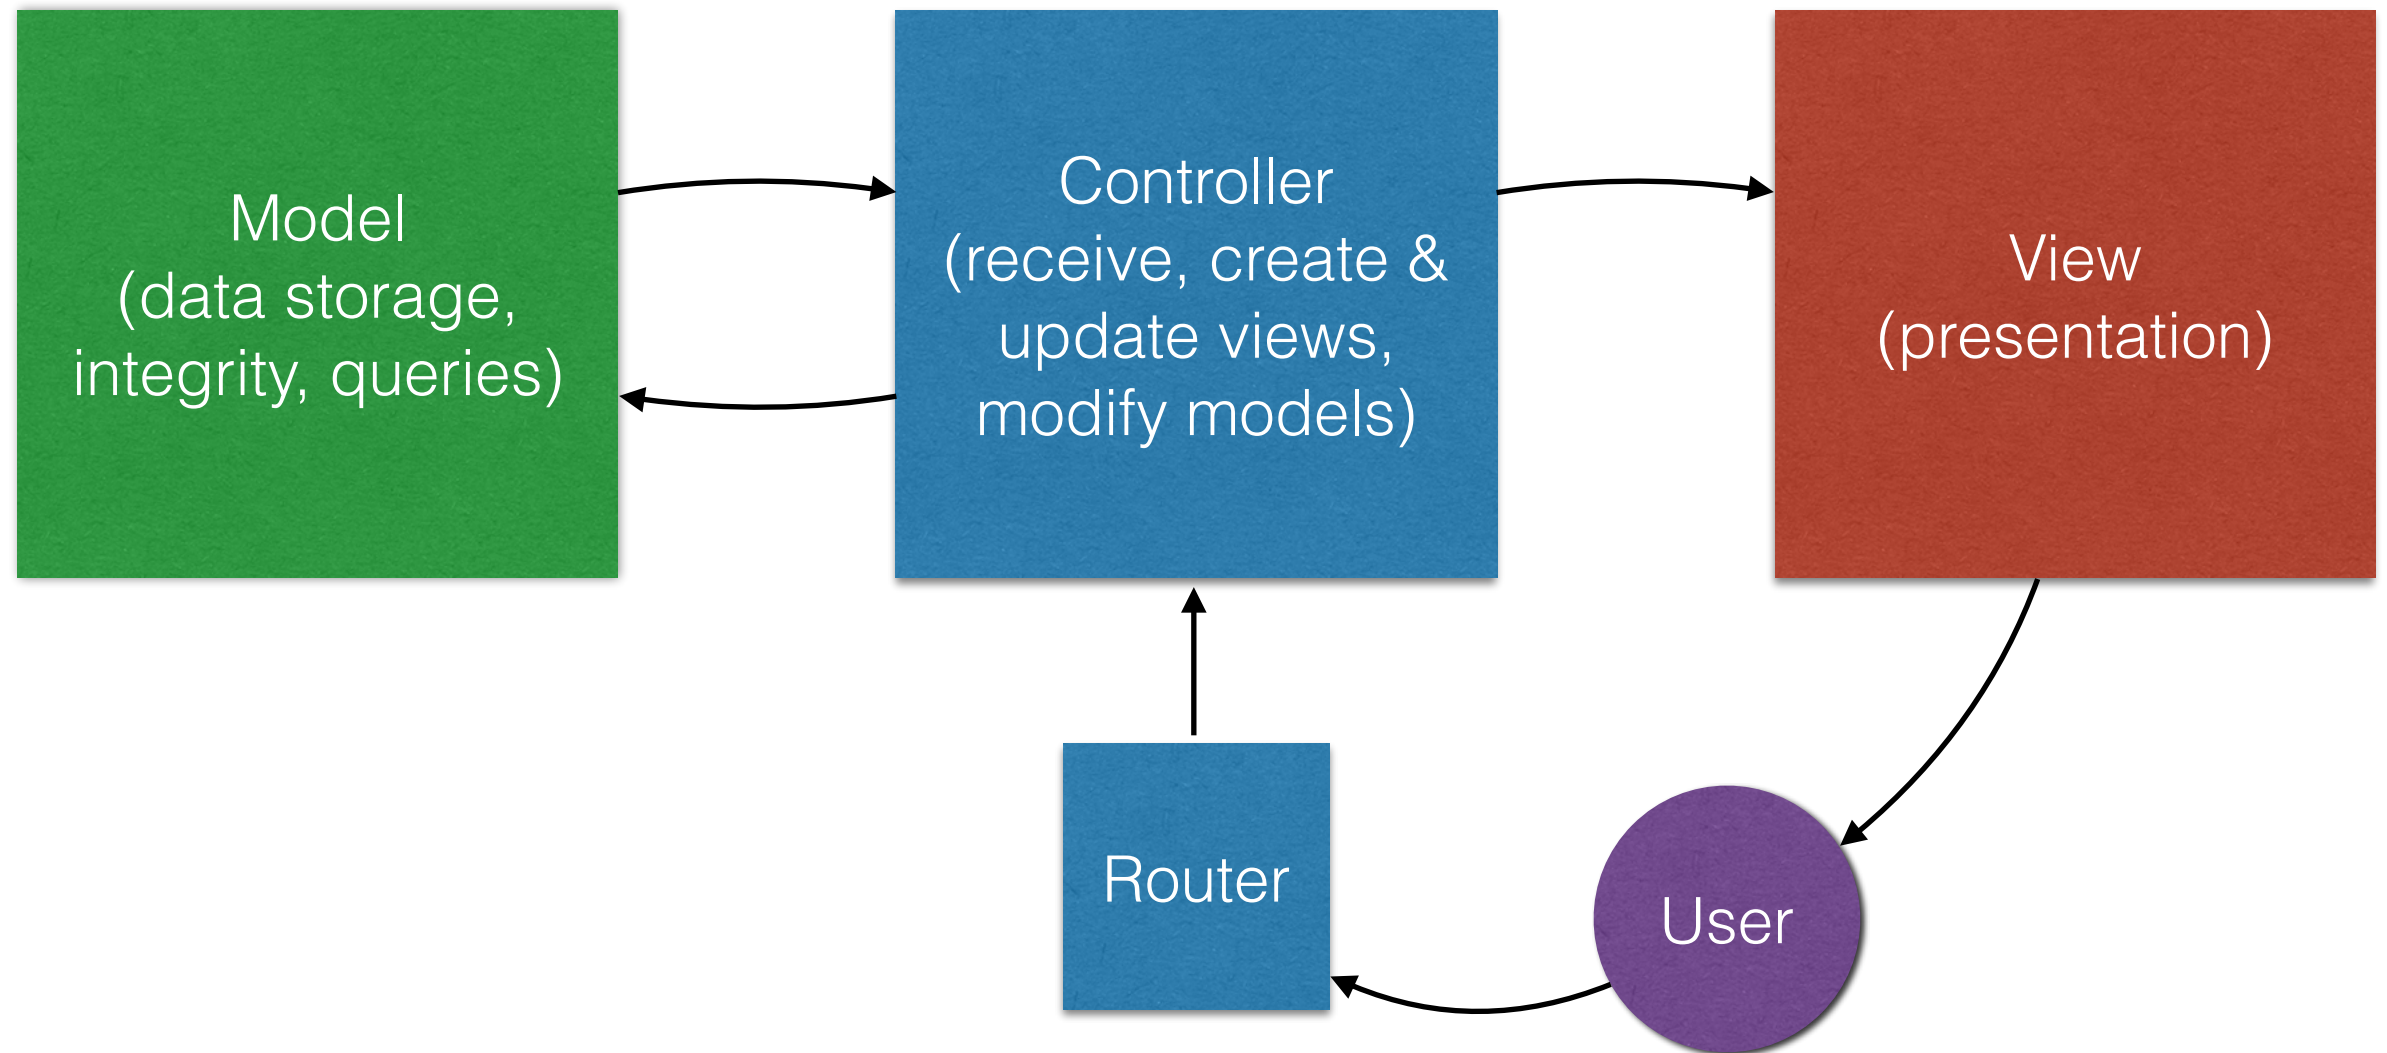 Model
(data storage,
integrity, queries)
Controller
(receive, create &
update views,
modify models)
View
(presentation)
Router
User